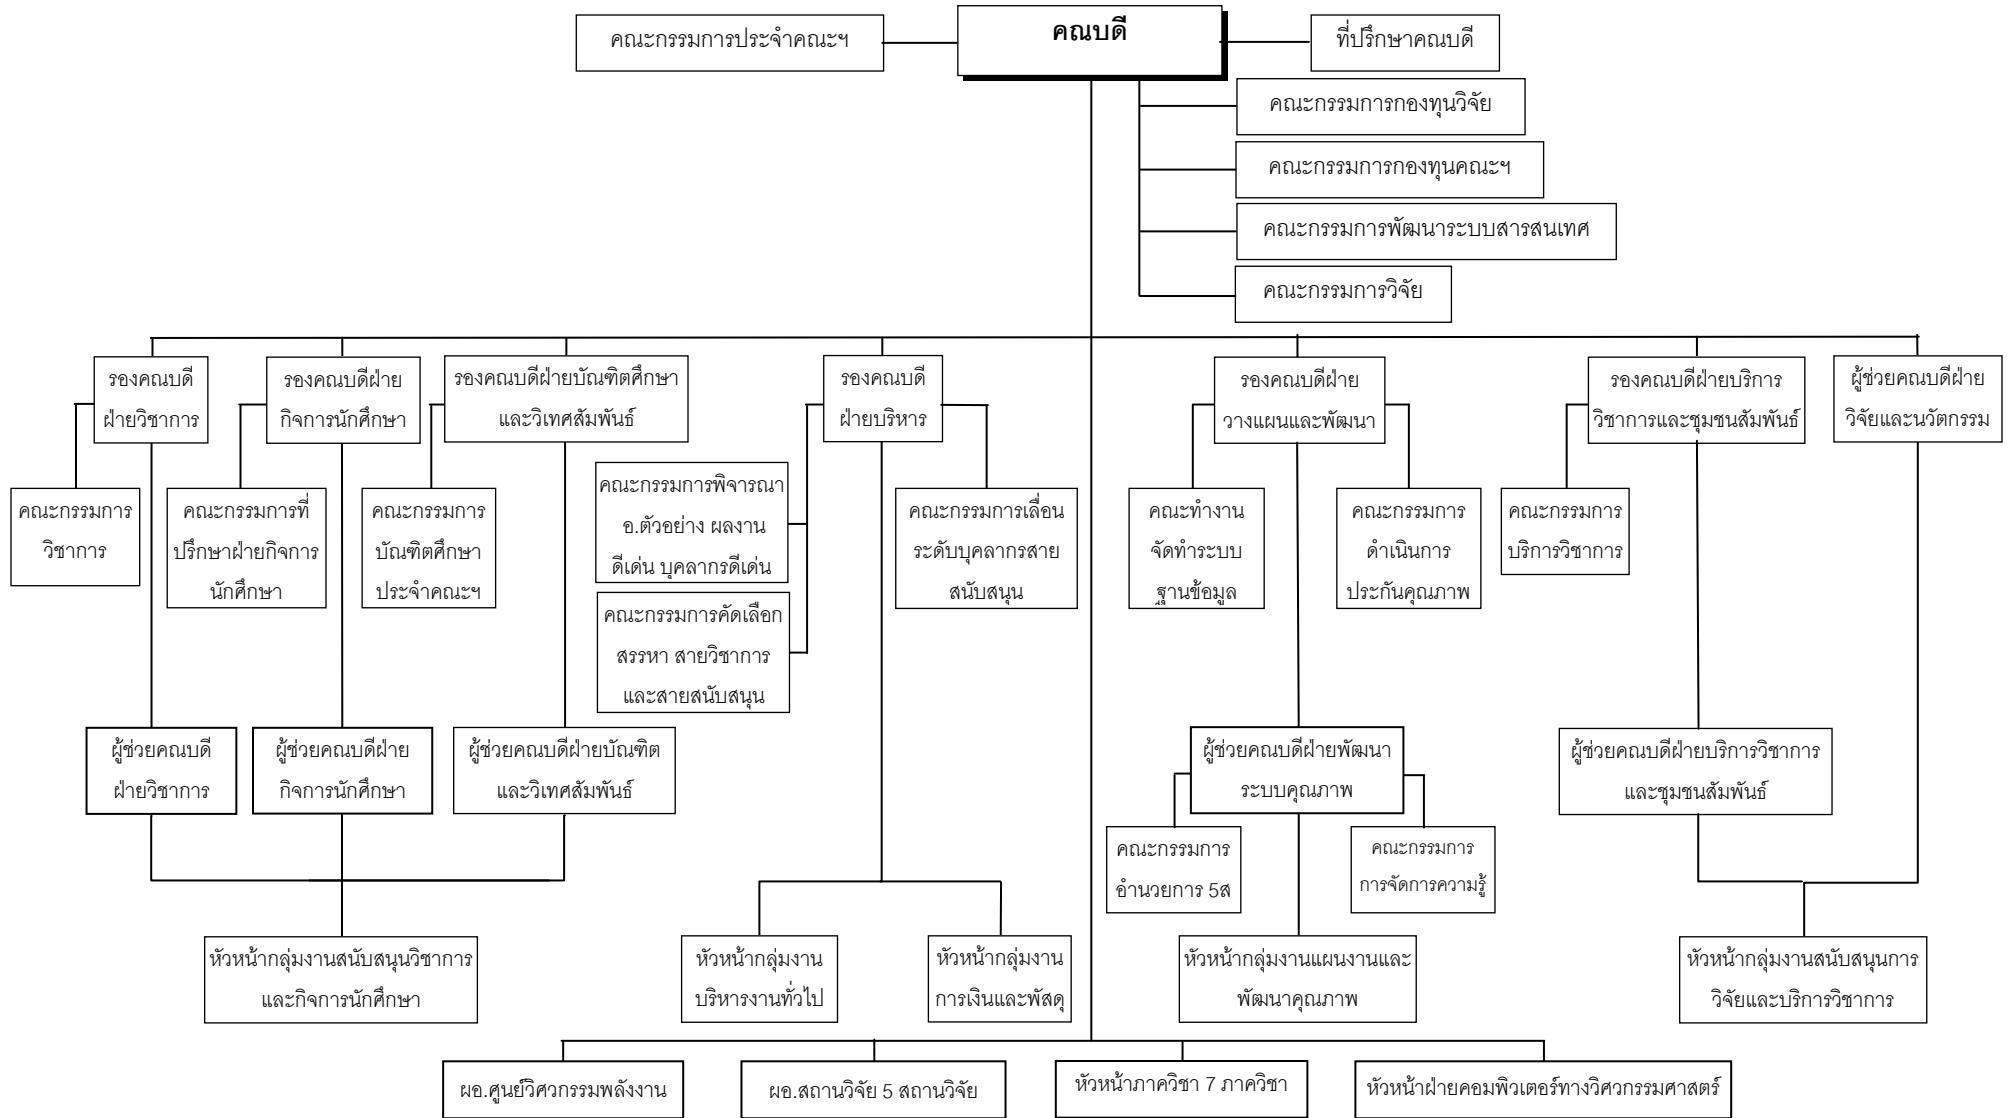 คณะกรรมการประจำคณะฯ
คณบดี
ที่ปรึกษาคณบดี
คณะกรรมการกองทุนวิจัย
คณะกรรมการกองทุนคณะฯ
คณะกรรมการพัฒนาระบบสารสนเทศ
คณะกรรมการวิจัย
รองคณบดี
ฝ่ายวิชาการ
รองคณบดีฝ่าย
กิจการนักศึกษา
รองคณบดีฝ่ายบัณฑิตศึกษา
และวิเทศสัมพันธ์
รองคณบดี
ฝ่ายบริหาร
รองคณบดีฝ่าย
วางแผนและพัฒนา
รองคณบดีฝ่ายบริการ
วิชาการและชุมชนสัมพันธ์
ผู้ช่วยคณบดีฝ่าย
วิจัยและนวัตกรรม
คณะกรรมการ
วิชาการ
คณะกรรมการที่
ปรึกษาฝ่ายกิจการ
นักศึกษา
คณะกรรมการ
บัณฑิตศึกษา
ประจำคณะฯ
คณะกรรมการพิจารณา
อ.ตัวอย่าง ผลงาน
ดีเด่น บุคลากรดีเด่น
คณะกรรมการคัดเลือก
สรรหา สายวิชาการ
และสายสนับสนุน
คณะกรรมการเลื่อน
ระดับบุคลากรสาย
สนับสนุน
คณะทำงาน
จัดทำระบบ
ฐานข้อมูล
คณะกรรมการ
ดำเนินการ
ประกันคุณภาพ
คณะกรรมการ
บริการวิชาการ
ผู้ช่วยคณบดี
ฝ่ายวิชาการ
ผู้ช่วยคณบดีฝ่าย
กิจการนักศึกษา
ผู้ช่วยคณบดีฝ่ายบัณฑิต
และวิเทศสัมพันธ์
ผู้ช่วยคณบดีฝ่ายพัฒนา
ระบบคุณภาพ
ผู้ช่วยคณบดีฝ่ายบริการวิชาการ
และชุมชนสัมพันธ์
คณะกรรมการ
อำนวยการ 5ส
คณะกรรมการ
การจัดการความรู้
หัวหน้ากลุ่มงานสนับสนุนวิชาการ
และกิจการนักศึกษา
หัวหน้ากลุ่มงาน
บริหารงานทั่วไป
หัวหน้ากลุ่มงาน
การเงินและพัสดุ
หัวหน้ากลุ่มงานแผนงานและ
พัฒนาคุณภาพ
หัวหน้ากลุ่มงานสนับสนุนการ
วิจัยและบริการวิชาการ
ผอ.ศูนย์วิศวกรรมพลังงาน
ผอ.สถานวิจัย 5 สถานวิจัย
หัวหน้าภาควิชา 7 ภาควิชา
หัวหน้าฝ่ายคอมพิวเตอร์ทางวิศวกรรมศาสตร์